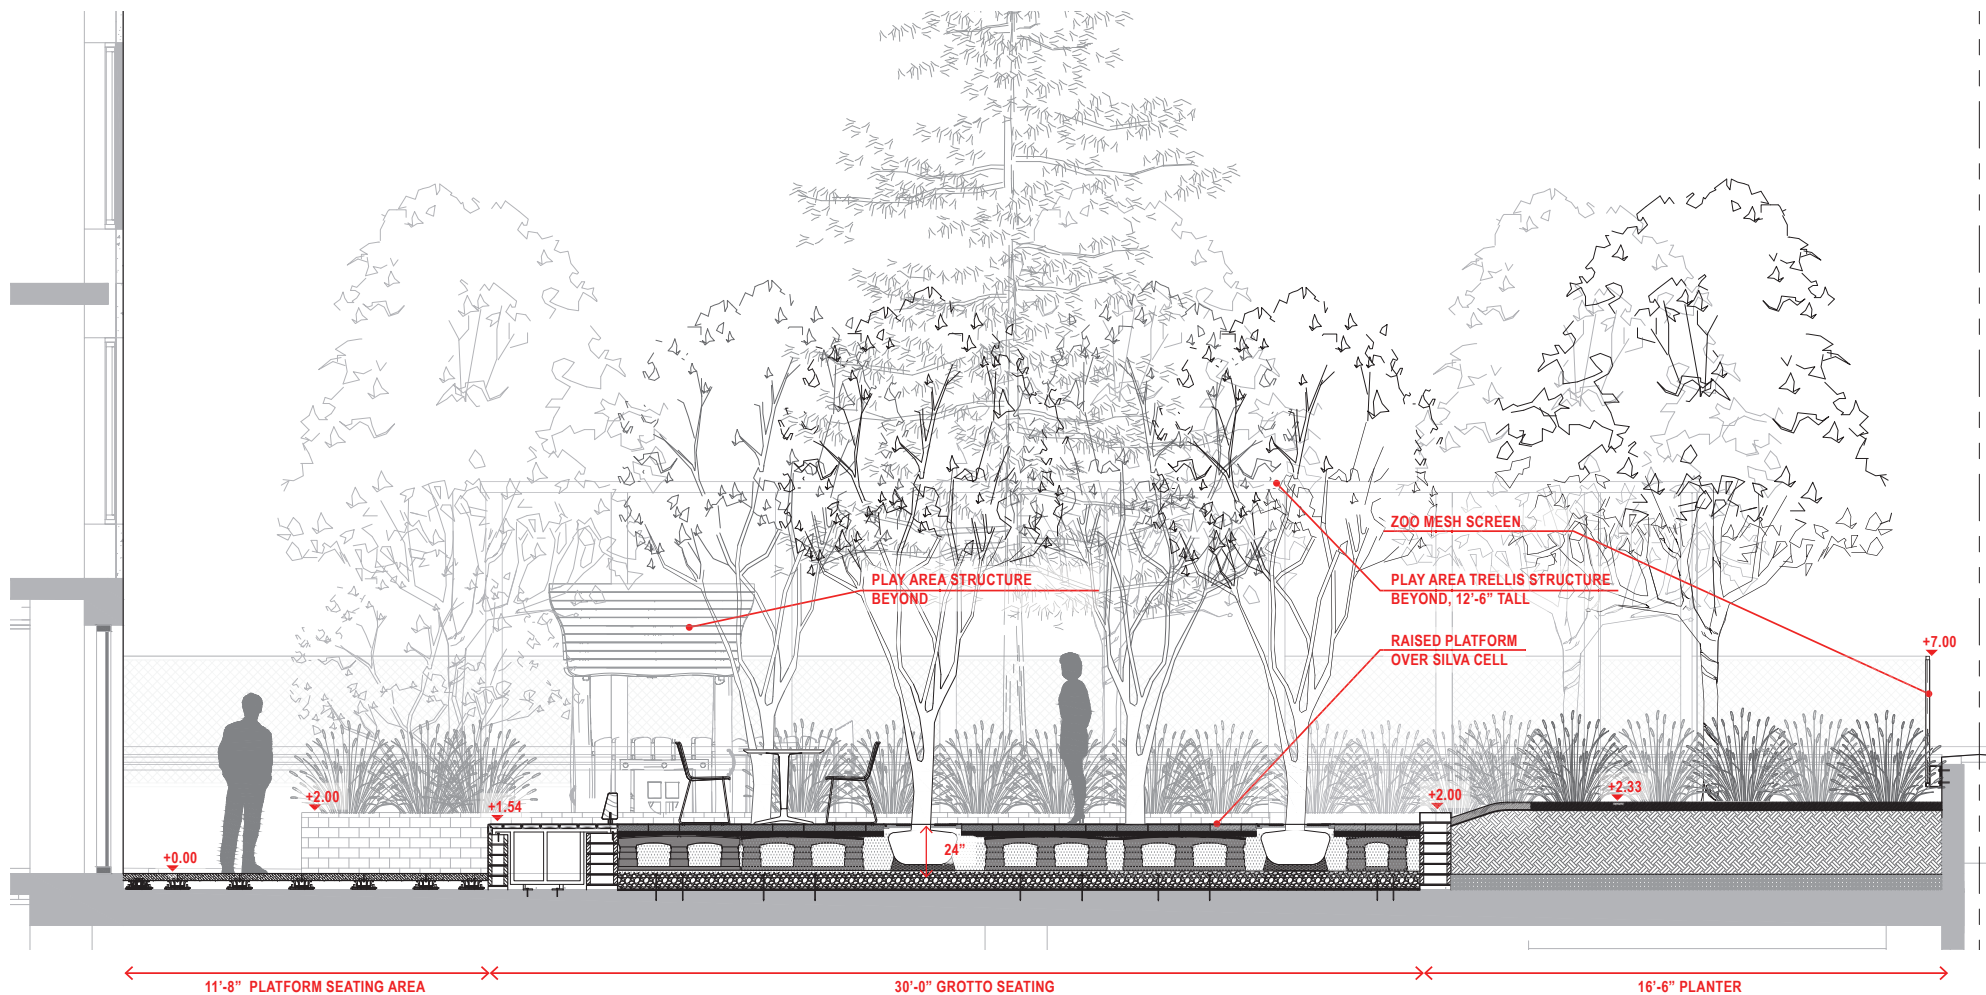 ZOO MESH SCREEN
PLAY AREA STRUCTURE
BEYOND
PLAY AREA TRELLIS STRUCTURE
BEYOND, 12'-6" TALL
RAISED PLATFORM
OVER SILVA CELL
+7.00
+2.00
+1.54
+2.00
+2.33
+0.00
24"
11'-8" PLATFORM SEATING AREA
30'-0" GROTTO SEATING
16'-6" PLANTER